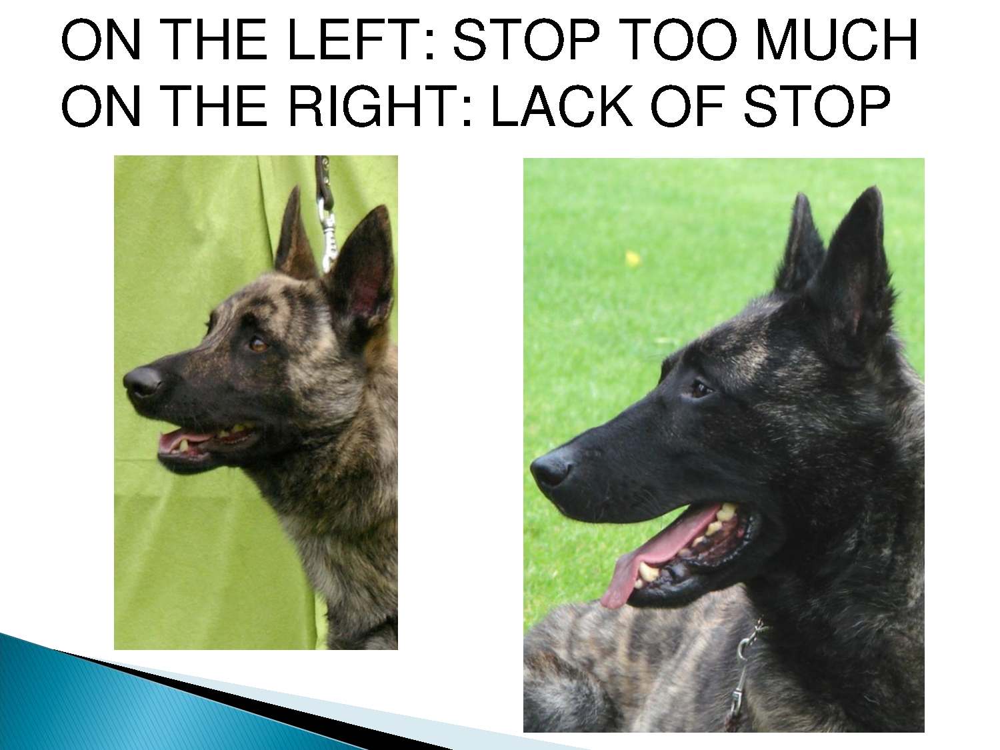 ON THE LEFT: STOP TOO MUCH
ON THE RIGHT: LACK OF STOP